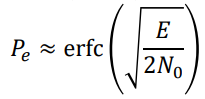 P_e ≈ erfc(√(E / 2N_0))